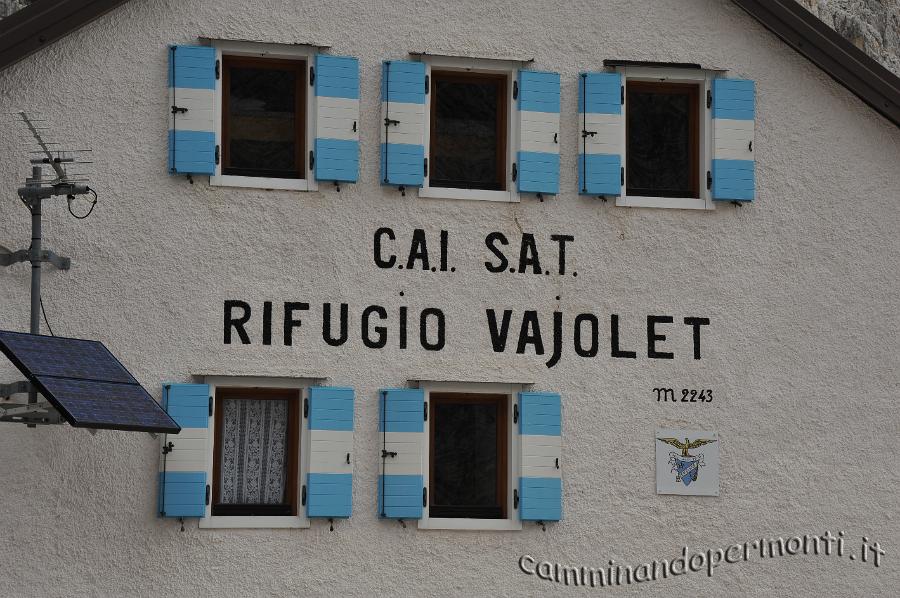 C.A.I. S.A.T.
RIFUGIO VAJOLET
m 2243
camminandopermonti.it